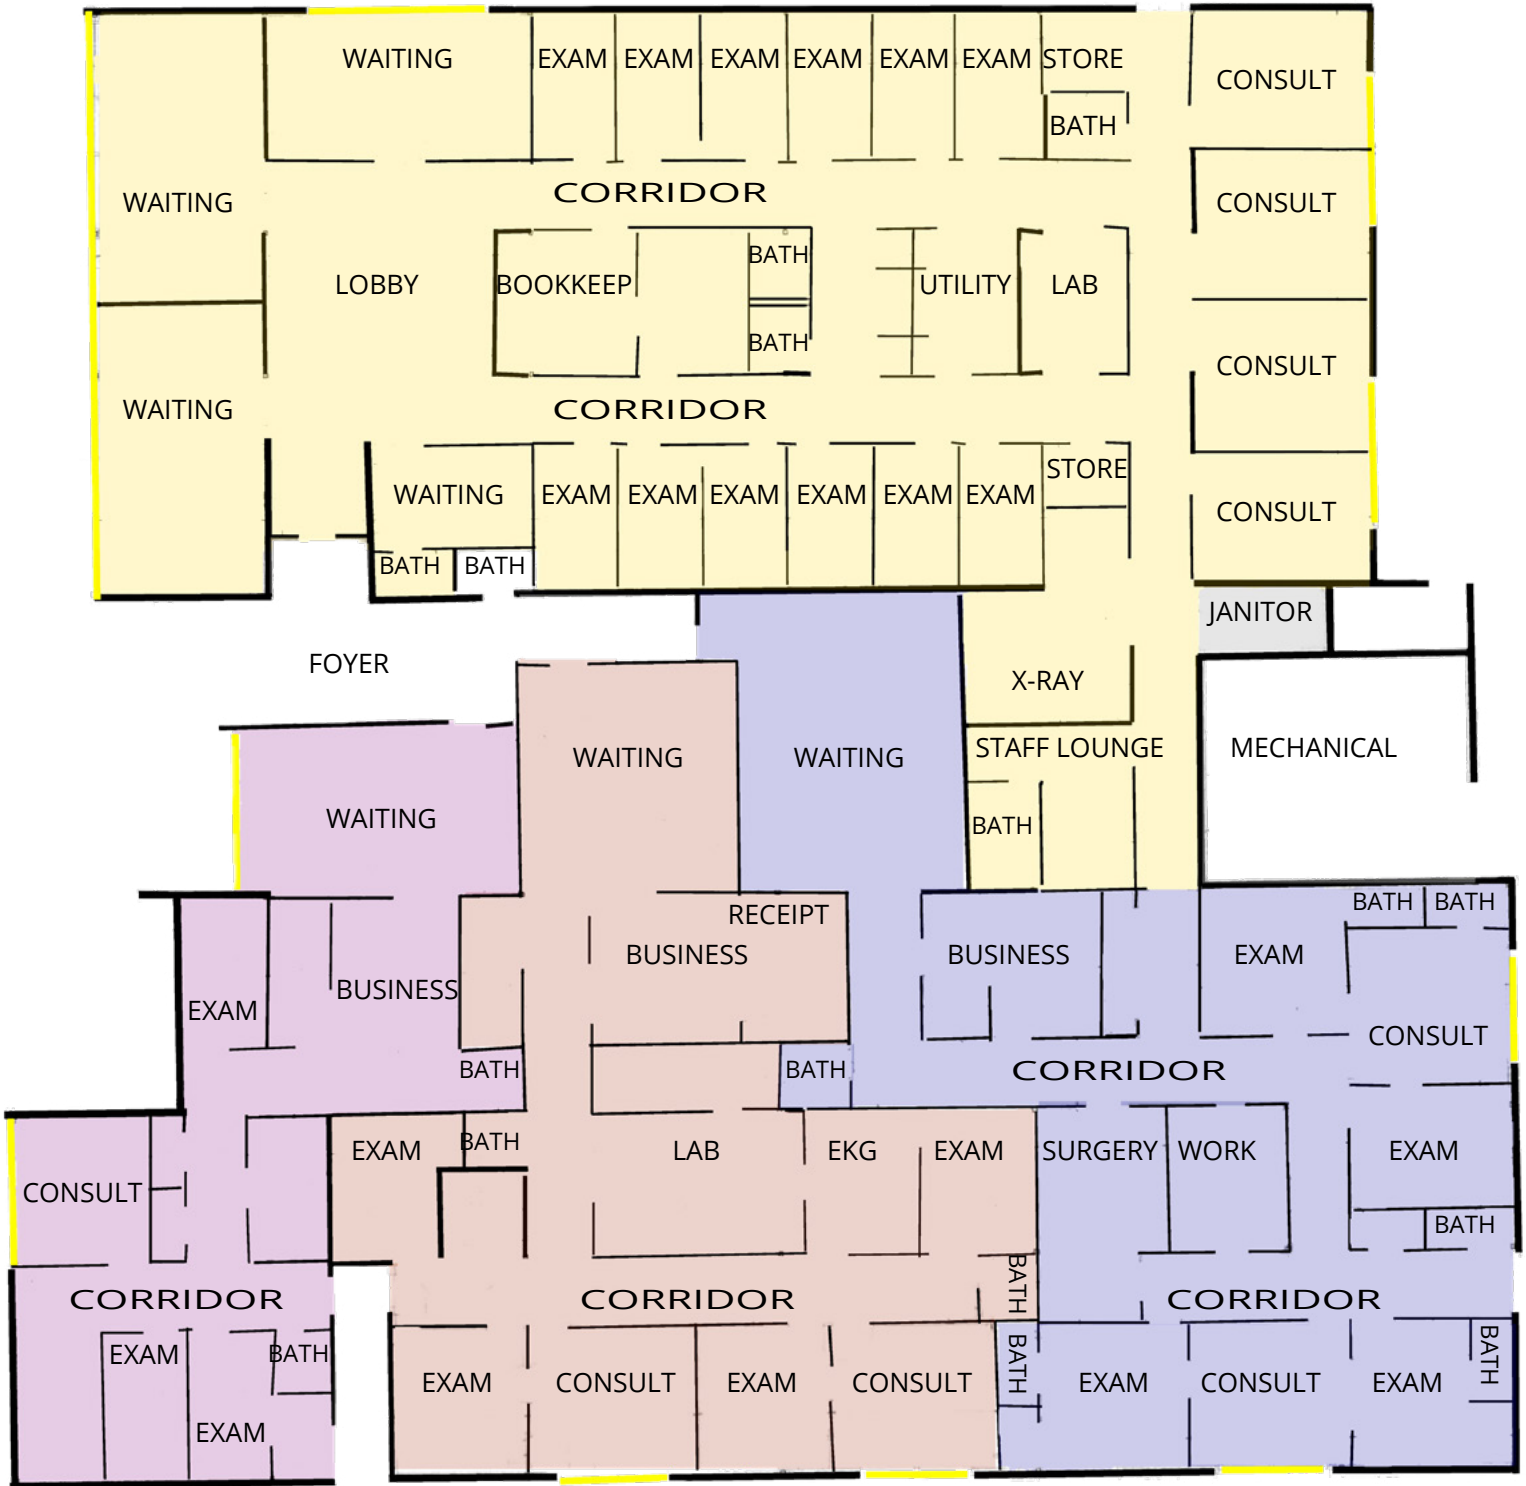 WAITING
EXAM EXAM EXAM EXAM EXAM EXAM STORE
CONSULT
BATH
CORRIDOR
WAITING
CONSULT
BATH
LOBBY
BOOKKEEP
UTILITY
LAB
BATH
CONSULT
WAITING
CORRIDOR
STORE
WAITING
EXAM EXAM EXAM EXAM EXAM EXAM
CONSULT
BATH BATH
JANITOR
FOYER
X-RAY
STAFF LOUNGE
MECHANICAL
WAITING
WAITING
WAITING
BATH
BATH BATH
RECEIPT
BUSINESS
BUSINESS
EXAM
BUSINESS
EXAM
CONSULT
BATH
BATH
CORRIDOR
EXAM
BATH
LAB
EKG
EXAM
SURGERY
WORK
EXAM
CONSULT
BATH
CORRIDOR
CORRIDOR
BATH
CORRIDOR
EXAM
BATH
EXAM
CONSULT
EXAM
CONSULT
BATH
EXAM
CONSULT
EXAM
BATH
EXAM